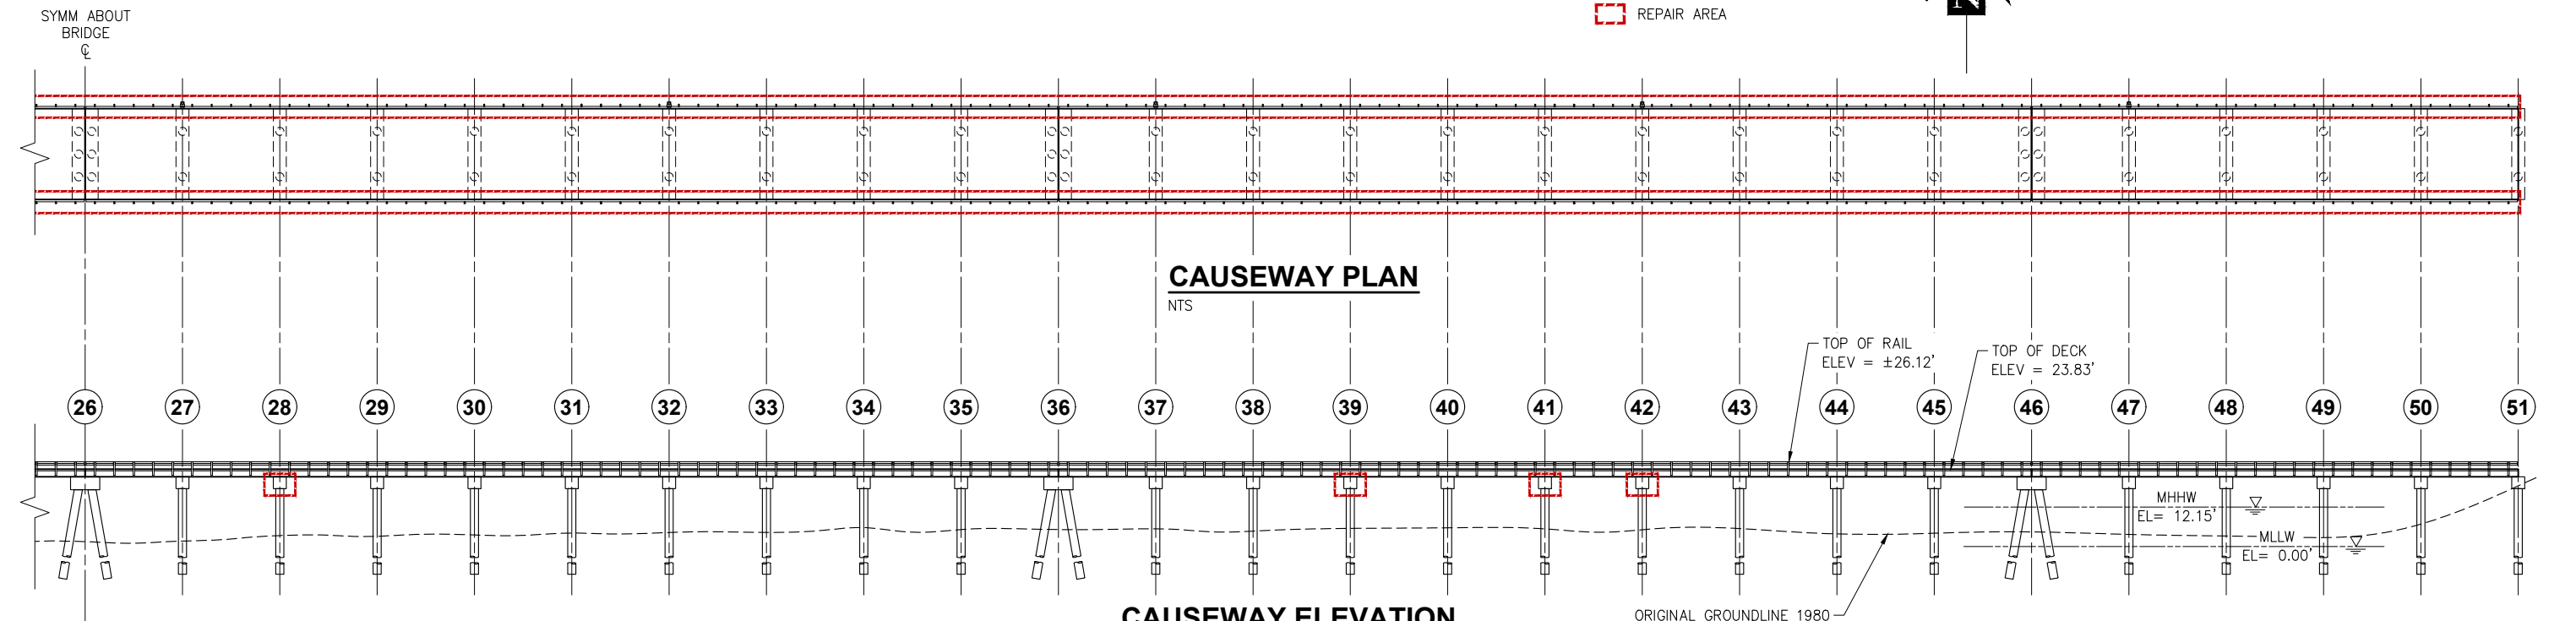 SYMM ABOUT
BRIDGE
℄
REPAIR AREA
N
CAUSEWAY PLAN
NTS
TOP OF RAIL
ELEV = ±26.12'
TOP OF DECK
ELEV = 23.83'
26 27 28 29 30 31 32 33 34 35 36 37 38 39 40 41 42 43 44 45 46 47 48 49 50 51
MHHW
EL= 12.15'
MLLW
EL= 0.00'
CAUSEWAY ELEVATION
ORIGINAL GROUNDLINE 1980